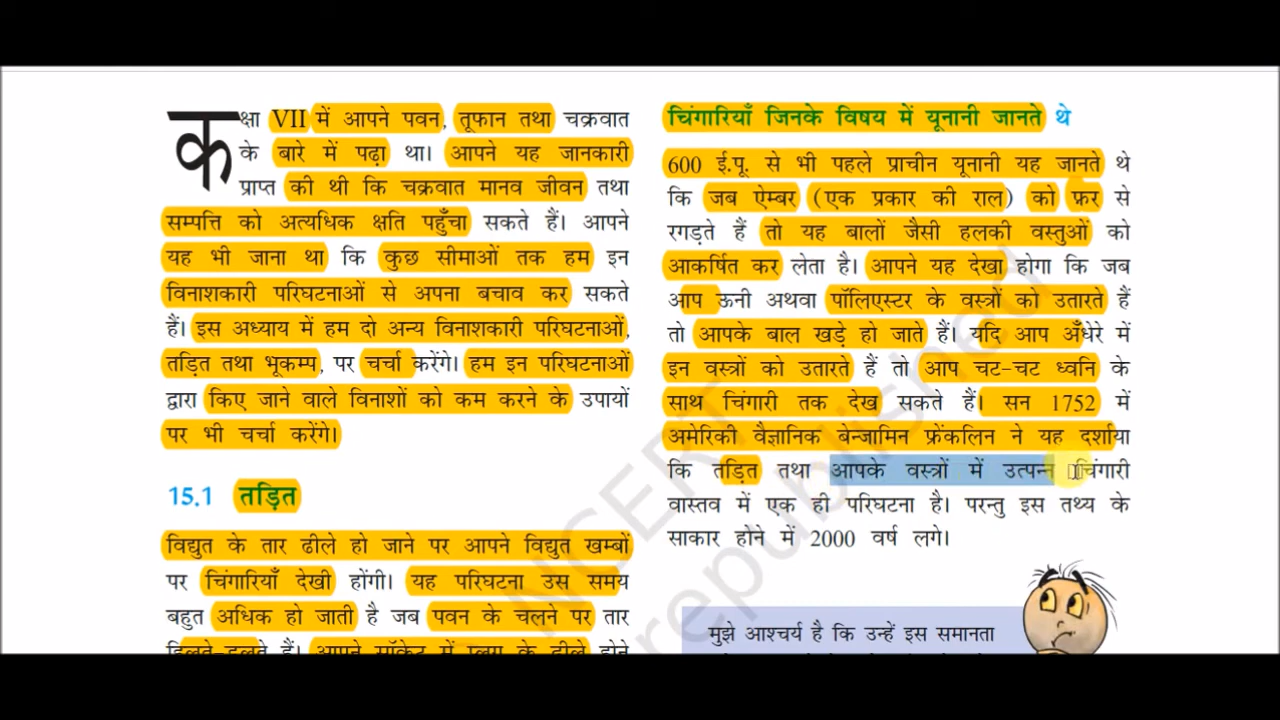 कक्षा VII में आपने पवन, तूफान तथा चक्रवात
के बारे में पढ़ा था। आपने यह जानकारी
प्राप्त की थी कि चक्रवात मानव जीवन तथा
सम्पत्ति को अत्यधिक क्षति पहुँचा सकते हैं। आपने
यह भी जाना था कि कुछ सीमाओं तक हम इन
विनाशकारी परिघटनाओं से अपना बचाव कर सकते
हैं। इस अध्याय में हम दो अन्य विनाशकारी परिघटनाओं,
तड़ित तथा भूकम्प, पर चर्चा करेंगे। हम इन परिघटनाओं
द्वारा किए जाने वाले विनाशों को कम करने के उपायों
पर भी चर्चा करेंगे।
15.1 तड़ित
विद्युत के तार ढीले हो जाने पर आपने विद्युत खम्बों
पर चिंगारियाँ देखी होंगी। यह परिघटना उस समय
बहुत अधिक हो जाती है जब पवन के चलने पर तार
हिलते-डुलते हैं। आपने सॉकेट में प्लग के ढीले होने
चिंगारियाँ जिनके विषय में यूनानी जानते थे
600 ई.पू. से भी पहले प्राचीन यूनानी यह जानते थे
कि जब ऐम्बर (एक प्रकार की राल) को फ़र से
रगड़ते हैं तो यह बालों जैसी हलकी वस्तुओं को
आकर्षित कर लेता है। आपने यह देखा होगा कि जब
आप ऊनी अथवा पॉलिएस्टर के वस्त्रों को उतारते हैं
तो आपके बाल खड़े हो जाते हैं। यदि आप अँधेरे में
इन वस्त्रों को उतारते हैं तो आप चट-चट ध्वनि के
साथ चिंगारी तक देख सकते हैं। सन 1752 में
अमेरिकी वैज्ञानिक बेन्जामिन फ्रेंकलिन ने यह दर्शाया
कि तड़ित तथा आपके वस्त्रों में उत्पन्न चिंगारी
वास्तव में एक ही परिघटना है। परन्तु इस तथ्य के
साकार होने में 2000 वर्ष लगे।
मुझे आश्चर्य है कि उन्हें इस समानता
NCERT
republished